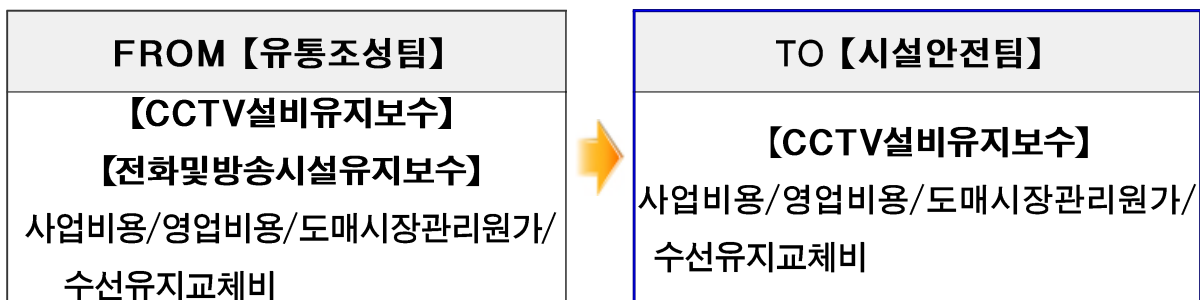 FROM【유통조성팀】
【CCTV설비유지보수】
【전화및방송시설유지보수】
사업비용/영업비용/도매시장관리원가/
수선유지교체비
TO【시설안전팀】
【CCTV설비유지보수】
사업비용/영업비용/도매시장관리원가/
수선유지교체비